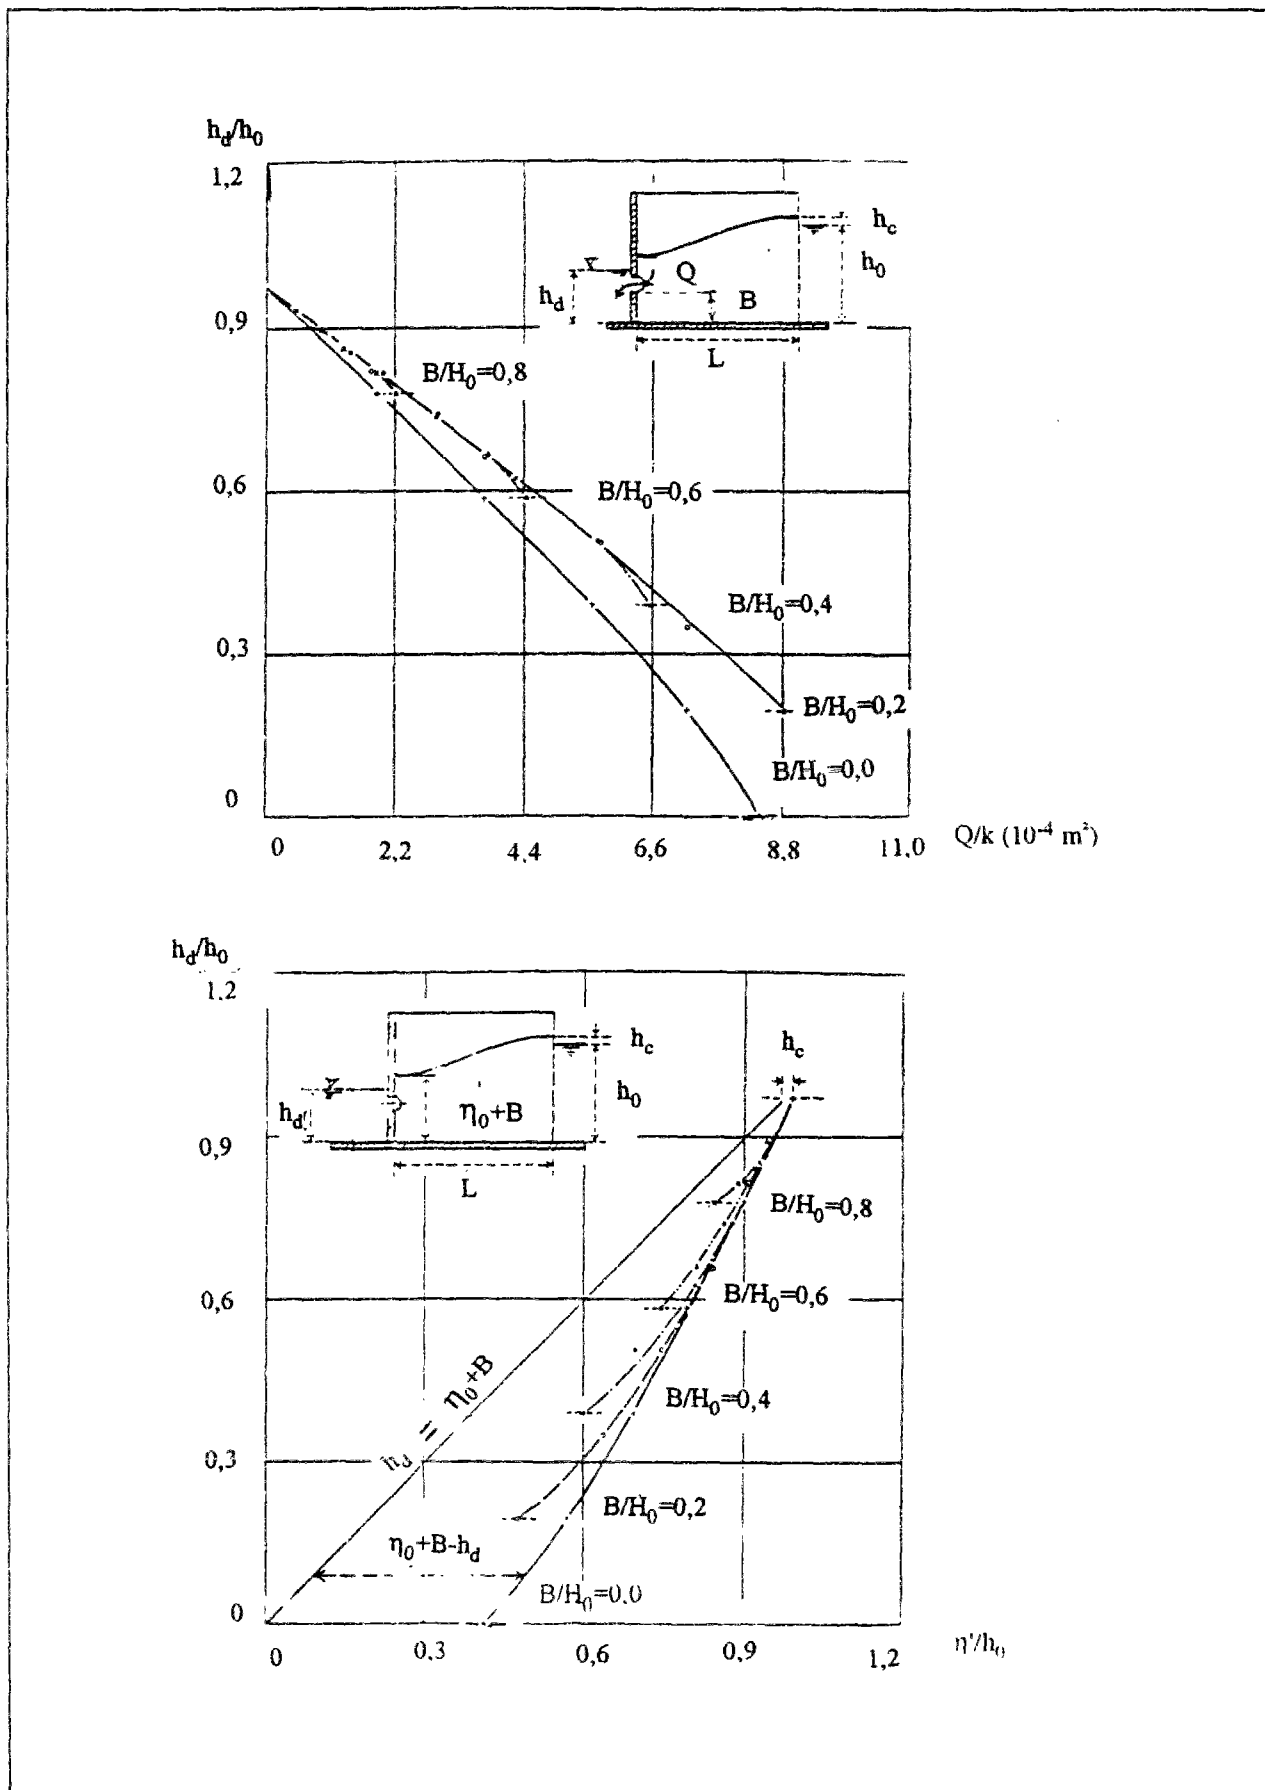 h_d/h_0
1,2
h_c
h_0
Q
h_d
B
0,9
L
B/H_0=0,8
0,6
B/H_0=0,6
B/H_0=0,4
0,3
B/H_0=0,2
B/H_0=0,0
0
0 2,2 4,4 6,6 8,8 11,0
Q/k (10⁻⁴ m²)
h_d/h_0
1,2
h_c
h_c
h_0
η_0+B
h_d
0,9
L
B/H_0=0,8
0,6
B/H_0=0,6
h_d = η_0+B
B/H_0=0,4
0,3
B/H_0=0,2
η_0+B-h_d
B/H_0=0,0
0
0 0,3 0,6 0,9 1,2
η'/h_0